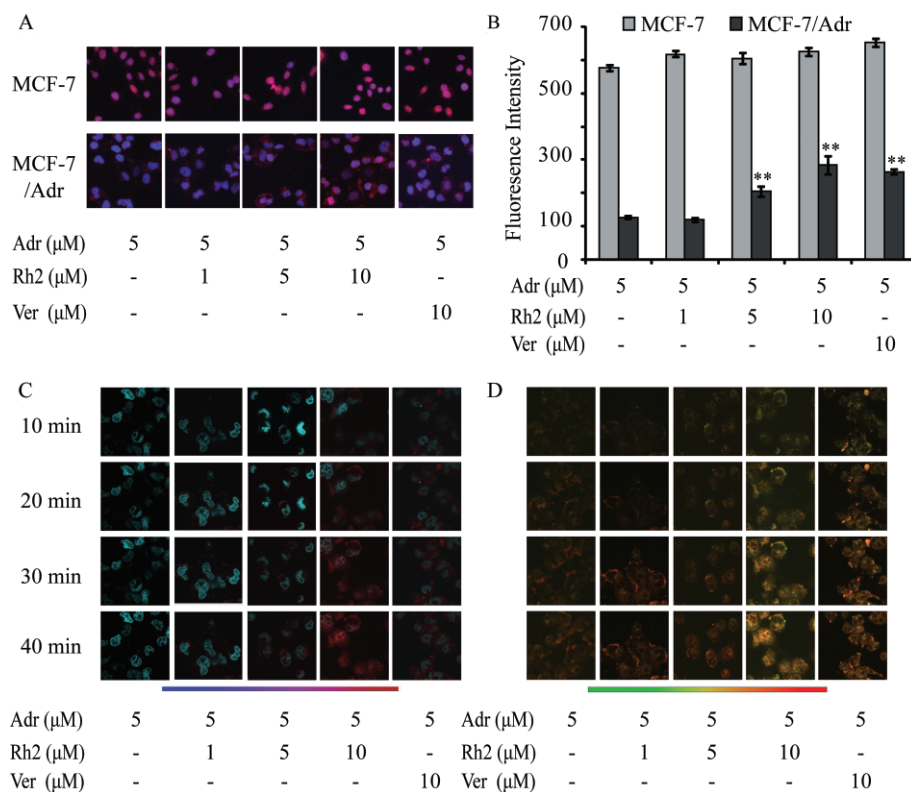 A
MCF-7
MCF-7
/Adr
Adr (μM) 5 5 5 5 5
Rh2 (μM) - 1 5 10 -
Ver (μM) - - - - 10
B
MCF-7 MCF-7/Adr
Fluorescence Intensity
700
500
300
100
0
** ** **
Adr (μM) 5 5 5 5 5
Rh2 (μM) - 1 5 10 -
Ver (μM) - - - - 10
C
10 min
20 min
30 min
40 min
Adr (μM) 5 5 5 5 5
Rh2 (μM) - 1 5 10 -
Ver (μM) - - - - 10
D
Adr (μM) 5 5 5 5 5
Rh2 (μM) - 1 5 10 -
Ver (μM) - - - - 10